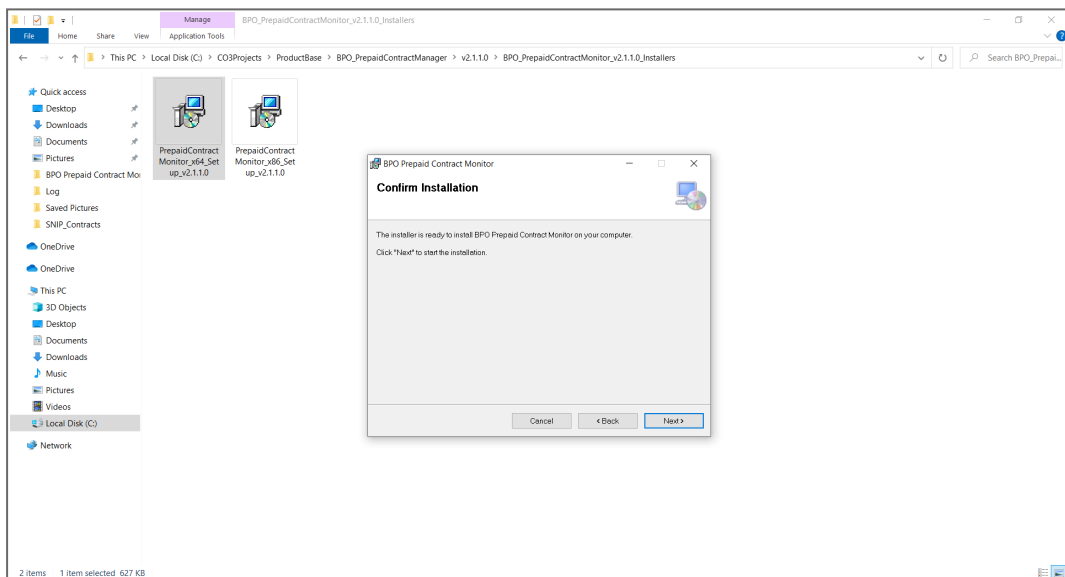 Manage
BPO_PrepaidContractMonitor_v2.1.1.0_Installers
File Home Share View Application Tools
This PC > Local Disk (C:) > CO3Projects > ProductBase > BPO_PrepaidContractManager > v2.1.1.0 > BPO_PrepaidContractMonitor_v2.1.1.0_Installers
Search BPO_Prepai...
Quick access
Desktop
Downloads
Documents
Pictures
BPO Prepaid Contract Mo
Log
Saved Pictures
SNIP_Contracts
OneDrive
OneDrive
This PC
3D Objects
Desktop
Documents
Downloads
Music
Pictures
Videos
Local Disk (C:)
Network
PrepaidContract
Monitor_x64_Set
up_v2.1.1.0
PrepaidContract
Monitor_x86_Set
up_v2.1.1.0
BPO Prepaid Contract Monitor
Confirm Installation
The installer is ready to install BPO Prepaid Contract Monitor on your computer.
Click "Next" to start the installation.
Cancel
< Back
Next >
2 items 1 item selected 627 KB